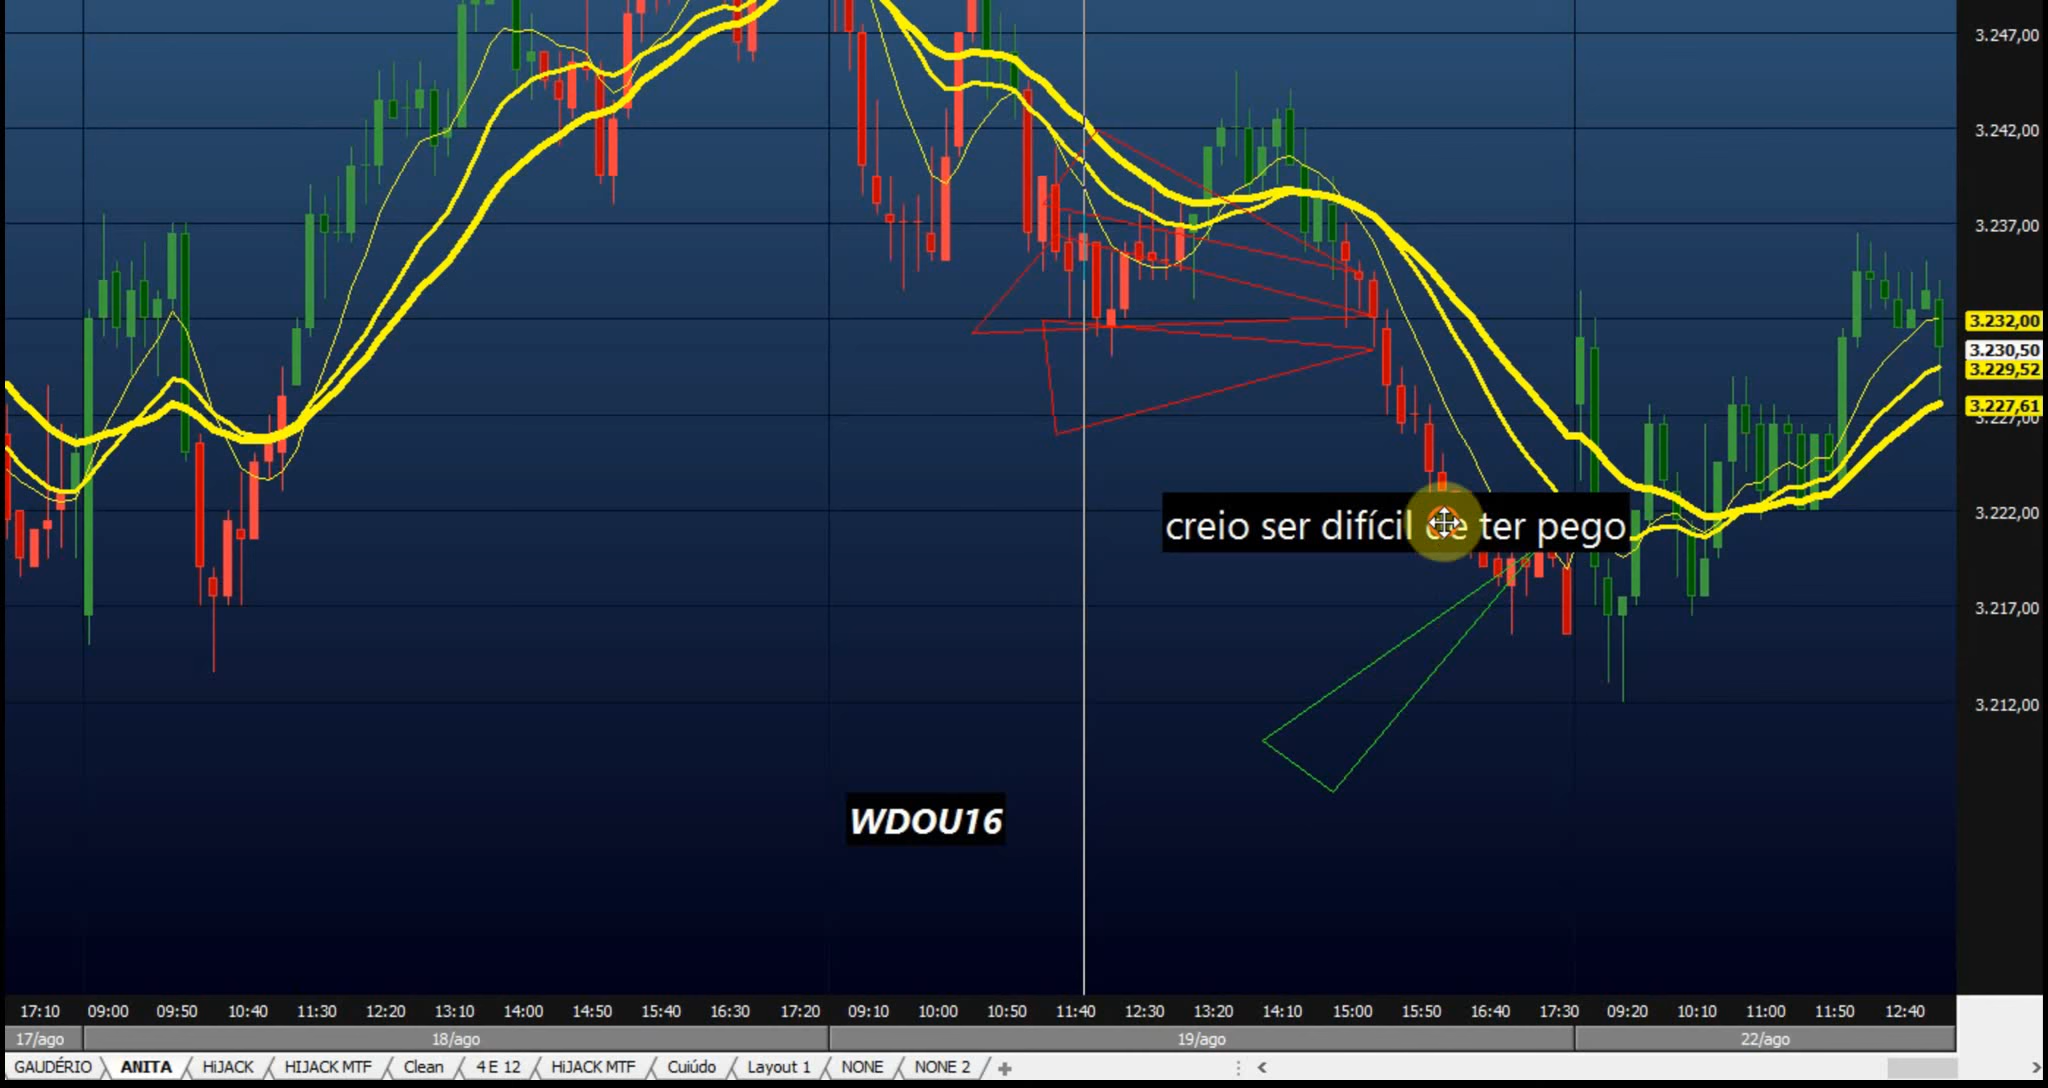 3.247,00
3.242,00
3.237,00
3.232,00
3.230,50
3.229,52
3.227,61
3.227,00
creio ser difícil de ter pego
3.222,00
3.217,00
3.212,00
WDOU16
17:10 09:00 09:50 10:40 11:30 12:20 13:10 14:00 14:50 15:40 16:30 17:20 09:10 10:00 10:50 11:40 12:30 13:20 14:10 15:00 15:50 16:40 17:30 09:20 10:10 11:00 11:50 12:40
17/ago 18/ago 19/ago 22/ago
GAUDÉRIO ANITA HiJACK HIJACK MTF Clean 4 E 12 HiJACK MTF Cuiúdo Layout 1 NONE NONE 2